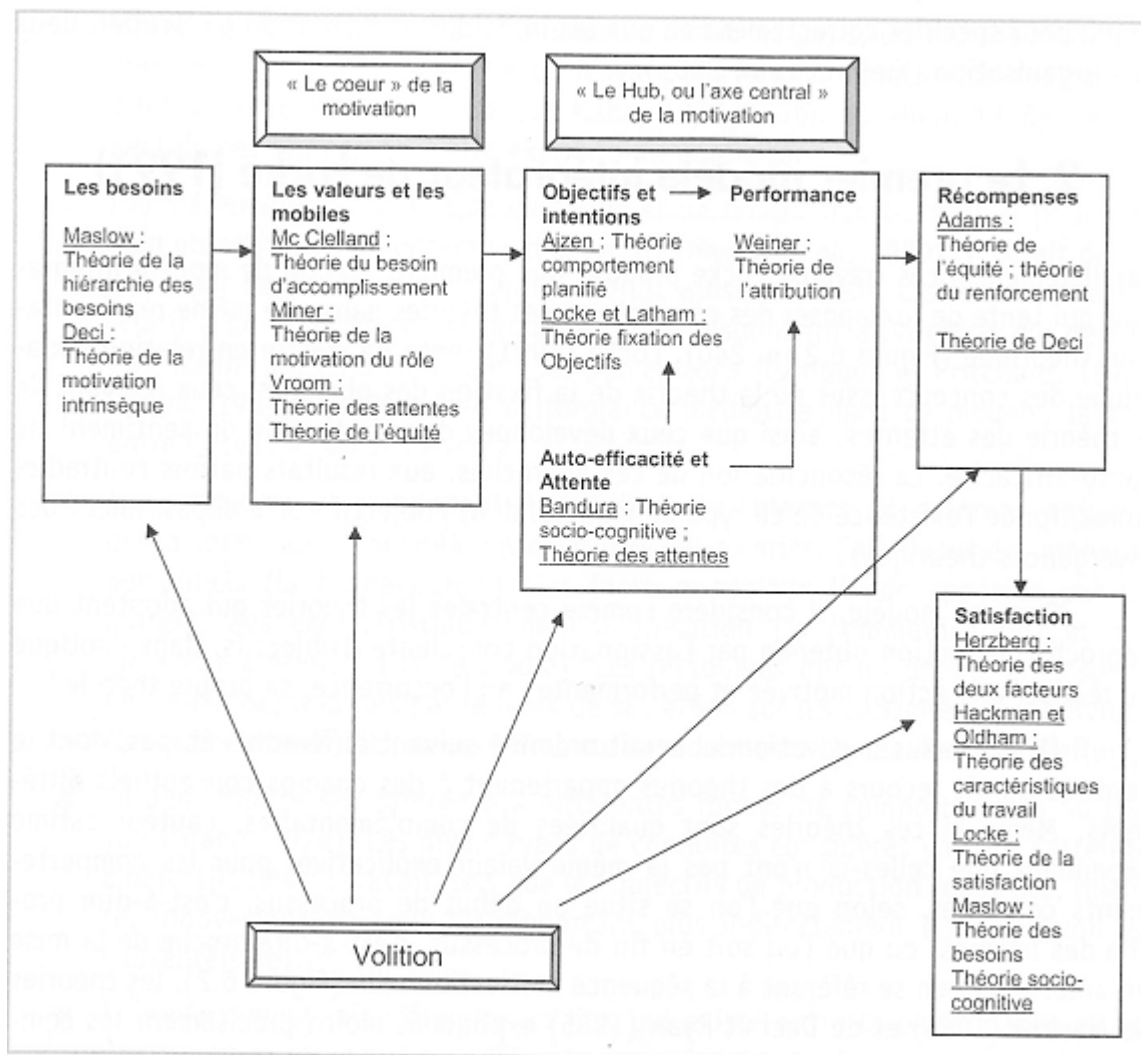 « Le coeur » de la
motivation
« Le Hub, ou l'axe central »
de la motivation
Les besoins
Maslow :
Théorie de la
hiérarchie des
besoins
Deci :
Théorie de la
motivation
intrinsèque
Les valeurs et les
mobiles
Mc Clelland :
Théorie du besoin
d'accomplissement
Miner :
Théorie de la
motivation du rôle
Vroom :
Théorie des attentes
Théorie de l'équité
Objectifs et
intentions
Ajzen : Théorie
comportement
planifié
Locke et Latham :
Théorie fixation des
Objectifs
Performance
Weiner :
Théorie de
l'attribution
Auto-efficacité et
Attente
Bandura : Théorie
socio-cognitive ;
Théorie des attentes
Récompenses
Adams :
Théorie de
l'équité ; théorie
du renforcement
Théorie de Deci
Satisfaction
Herzberg :
Théorie des
deux facteurs
Hackman et
Oldham :
Théorie des
caractéristiques
du travail
Locke :
Théorie de la
satisfaction
Maslow :
Théorie des
besoins
Théorie socio-
cognitive
Volition